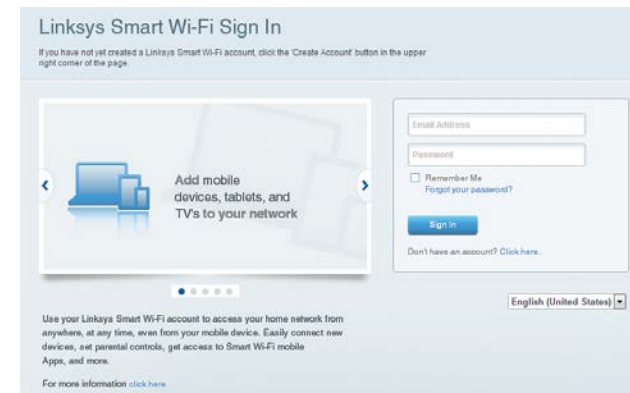 Linksys Smart Wi-Fi Sign In
If you have not yet created a Linksys Smart Wi-Fi account, click the 'Create Account' button in the upper
right corner of the page.
Add mobile
devices, tablets, and
TV's to your network
Email Address
Password
Remember Me
Forgot your password?
Sign In
Don't have an account? Click here.
English (United States)
Use your Linksys Smart Wi-Fi account to access your home network from
anywhere, at any time, even from your mobile device. Easily connect new
devices, set parental controls, get access to Smart Wi-Fi mobile
Apps, and more.
For more information click here